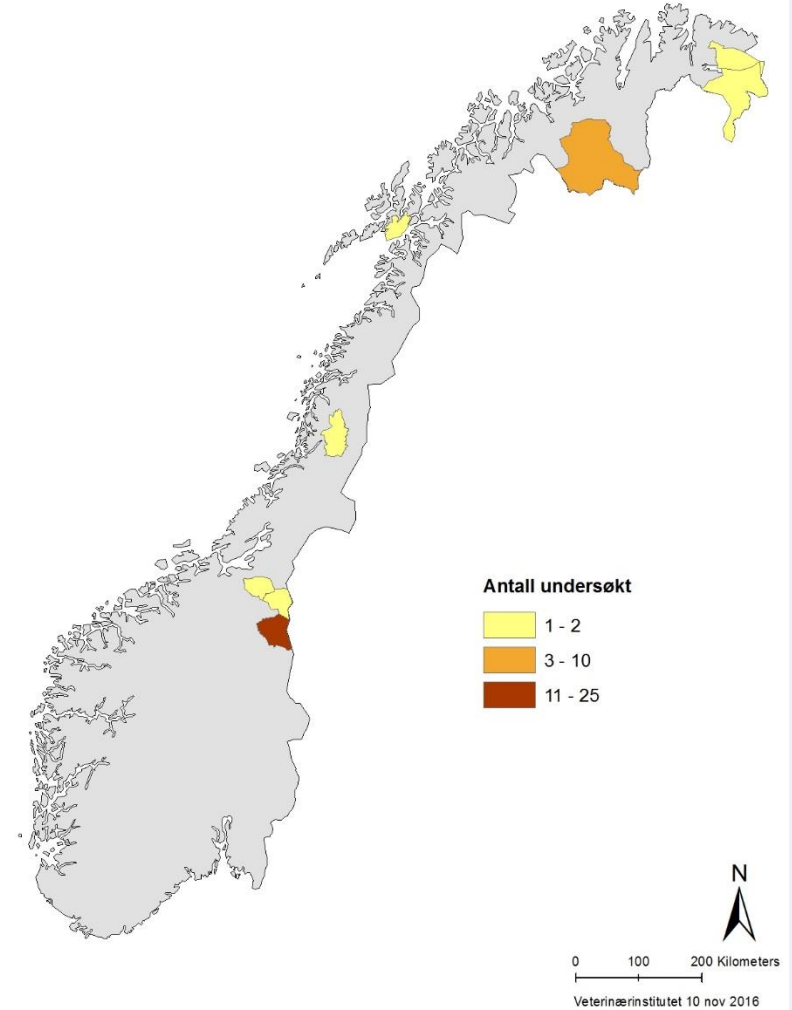 Antall undersøkt
1 - 2
3 - 10
11 - 25
N
0 100 200 Kilometers
Veterinærinstitutet 10 nov 2016